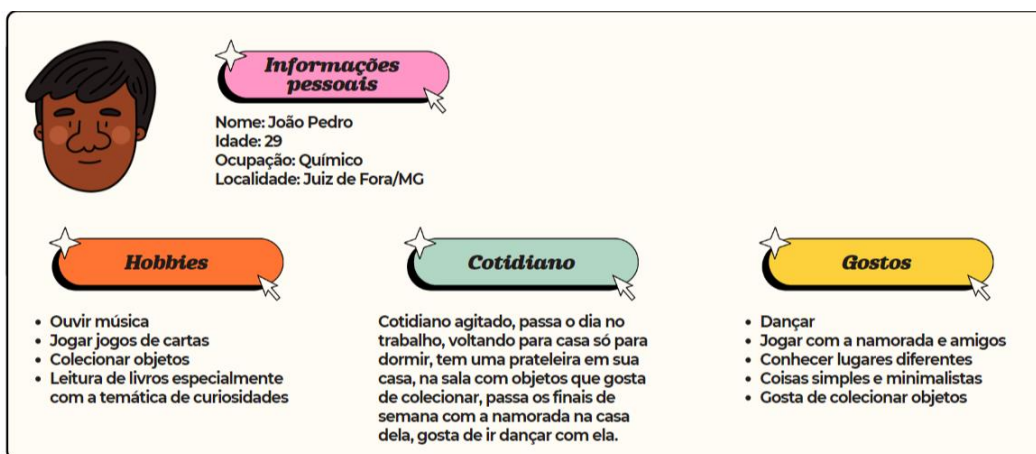 Informações
pessoais
Nome: João Pedro
Idade: 29
Ocupação: Químico
Localidade: Juiz de Fora/MG
Hobbies
• Ouvir música
• Jogar jogos de cartas
• Colecionar objetos
• Leitura de livros especialmente
com a temática de curiosidades
Cotidiano
Cotidiano agitado, passa o dia no
trabalho, voltando para casa só para
dormir, tem uma prateleira em sua
casa, na sala com objetos que gosta
de colecionar, passa os finais de
semana com a namorada na casa
dela, gosta de ir dançar com ela.
Gostos
• Dançar
• Jogar com a namorada e amigos
• Conhecer lugares diferentes
• Coisas simples e minimalistas
• Gosta de colecionar objetos